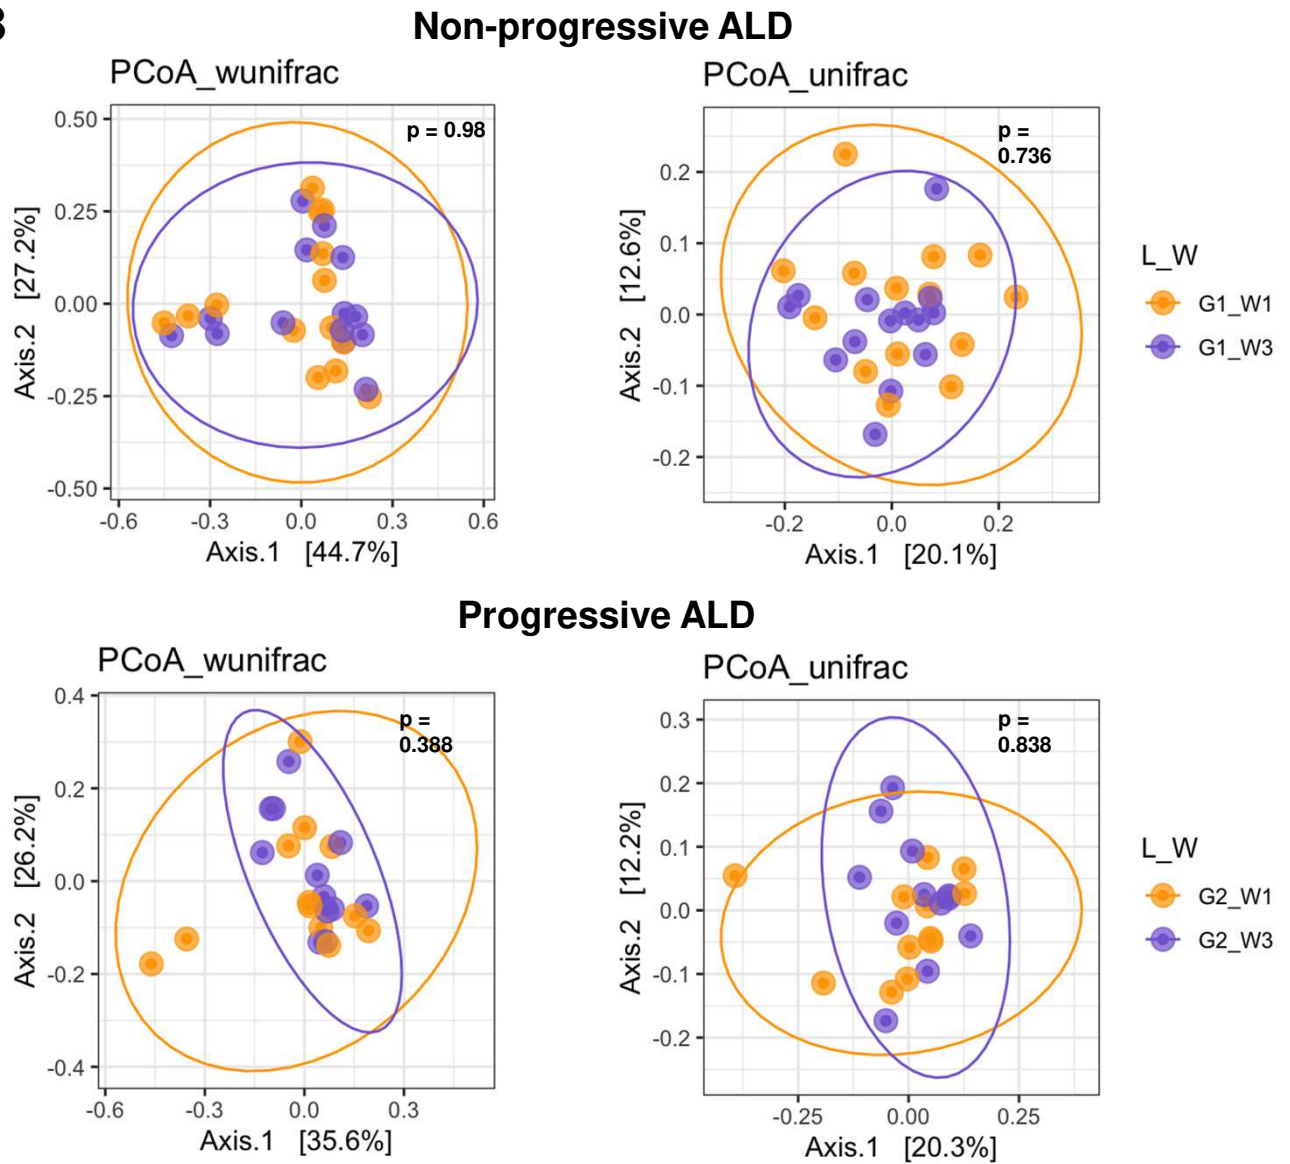 Non-progressive ALD
PCoA_wunifrac
p = 0.98
0.50
0.25
0.00
-0.25
-0.50
Axis.2 [27.2%]
-0.6 -0.3 0.0 0.3 0.6
Axis.1 [44.7%]
PCoA_unifrac
p =
0.736
0.2
0.1
0.0
-0.1
-0.2
Axis.2 [12.6%]
-0.2 0.0 0.2
Axis.1 [20.1%]
L_W
G1_W1
G1_W3
Progressive ALD
PCoA_wunifrac
p =
0.388
0.4
0.2
0.0
-0.2
-0.4
Axis.2 [26.2%]
-0.6 -0.3 0.0 0.3
Axis.1 [35.6%]
PCoA_unifrac
p =
0.838
0.3
0.2
0.1
0.0
-0.1
-0.2
Axis.2 [12.2%]
-0.25 0.00 0.25
Axis.1 [20.3%]
L_W
G2_W1
G2_W3